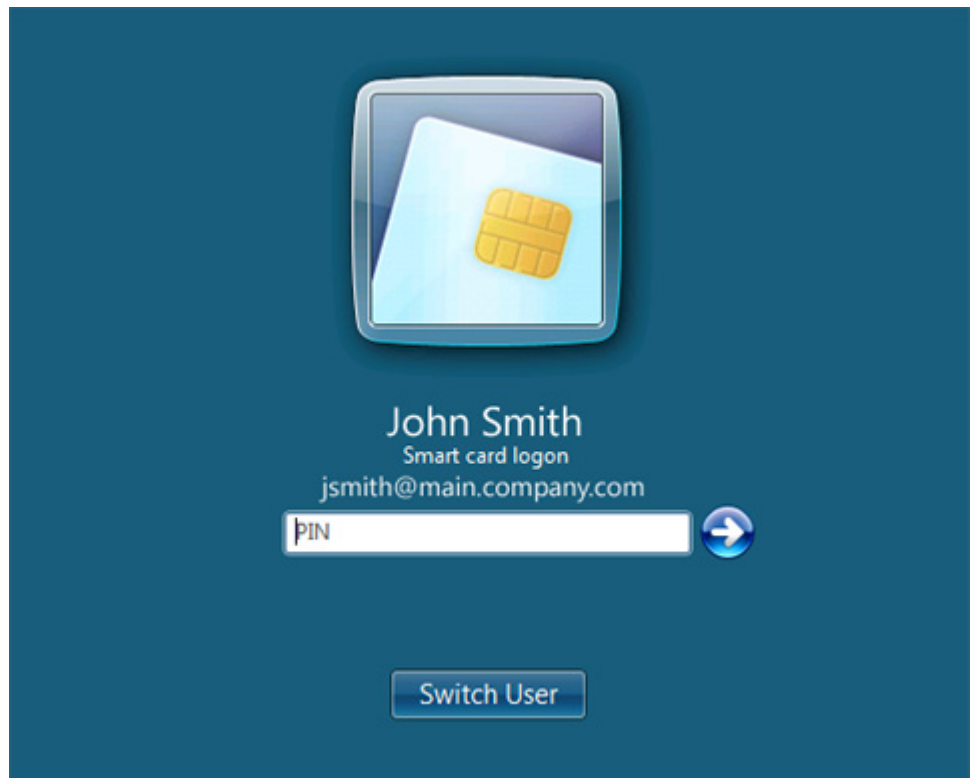 John Smith
Smart card logon
jsmith@main.company.com
PIN
Switch User